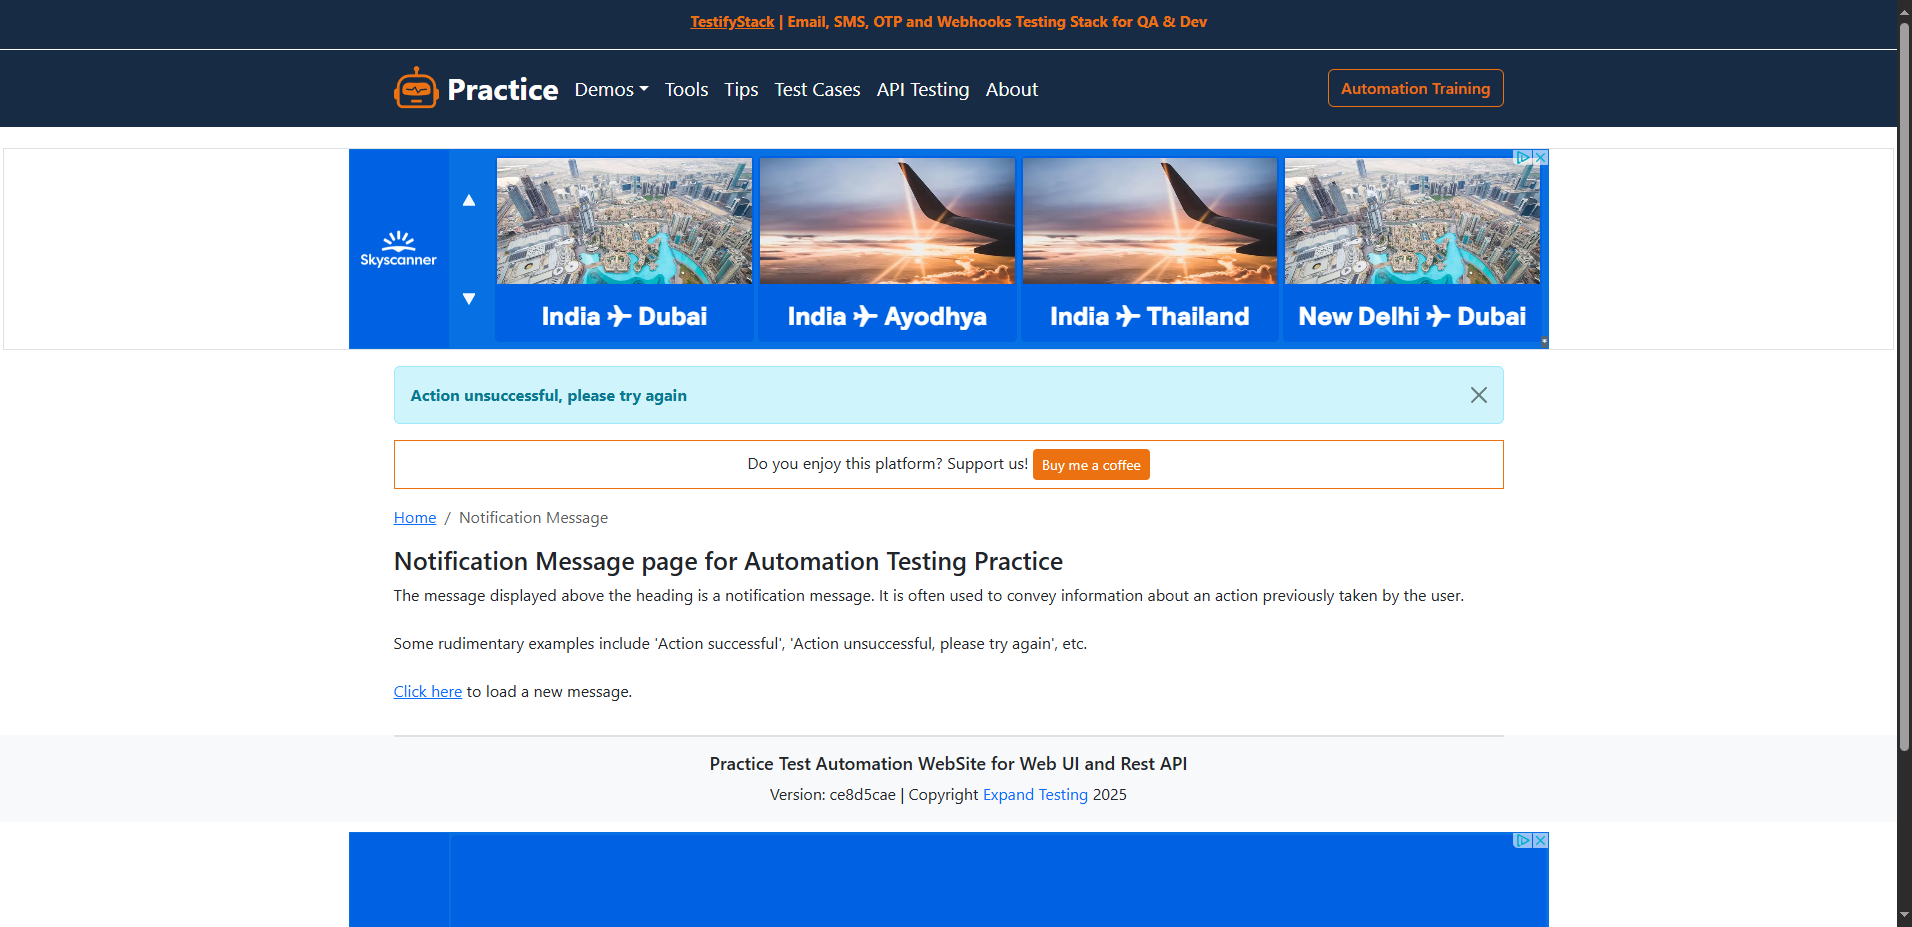 TestifyStack | Email, SMS, OTP and Webhooks Testing Stack for QA & Dev
Practice Demos Tools Tips Test Cases API Testing About Automation Training
Skyscanner
India ✈ Dubai
India ✈ Ayodhya
India ✈ Thailand
New Delhi ✈ Dubai
Action unsuccessful, please try again
Do you enjoy this platform? Support us! Buy me a coffee
Home / Notification Message
Notification Message page for Automation Testing Practice
The message displayed above the heading is a notification message. It is often used to convey information about an action previously taken by the user.
Some rudimentary examples include 'Action successful', 'Action unsuccessful, please try again', etc.
Click here to load a new message.
Practice Test Automation WebSite for Web UI and Rest API
Version: ce8d5cae | Copyright Expand Testing 2025